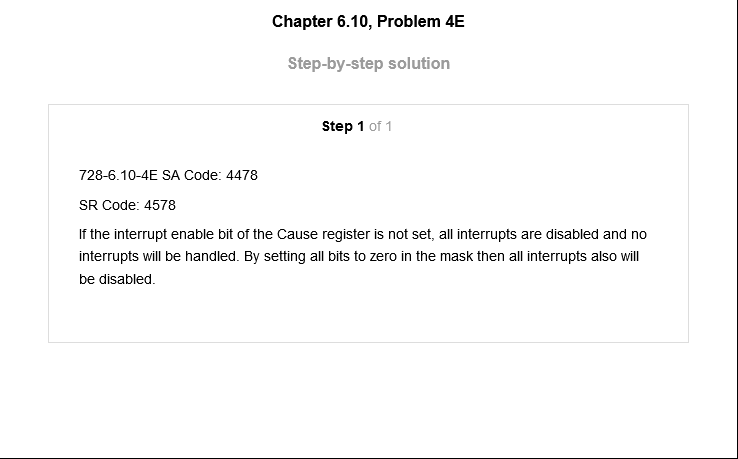 Chapter 6.10, Problem 4E
Step-by-step solution
Step 1 of 1
728-6.10-4E SA Code: 4478
SR Code: 4578
If the interrupt enable bit of the Cause register is not set, all interrupts are disabled and no
interrupts will be handled. By setting all bits to zero in the mask then all interrupts also will
be disabled.